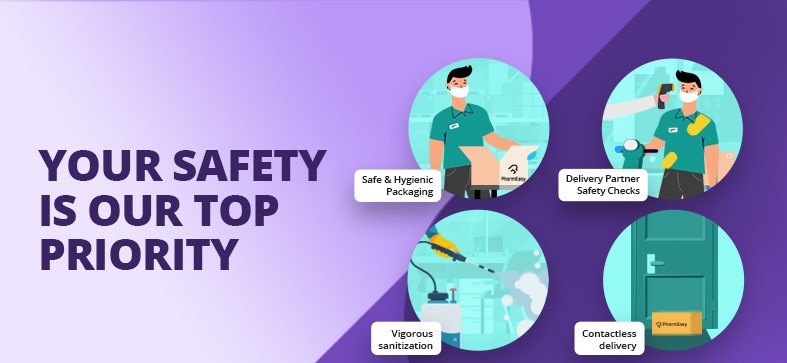 YOUR SAFETY
IS OUR TOP
PRIORITY
Safe & Hygienic
Packaging
PharmEasy
Delivery Partner
Safety Checks
Vigorous
sanitization
Contactless
delivery
PharmEasy